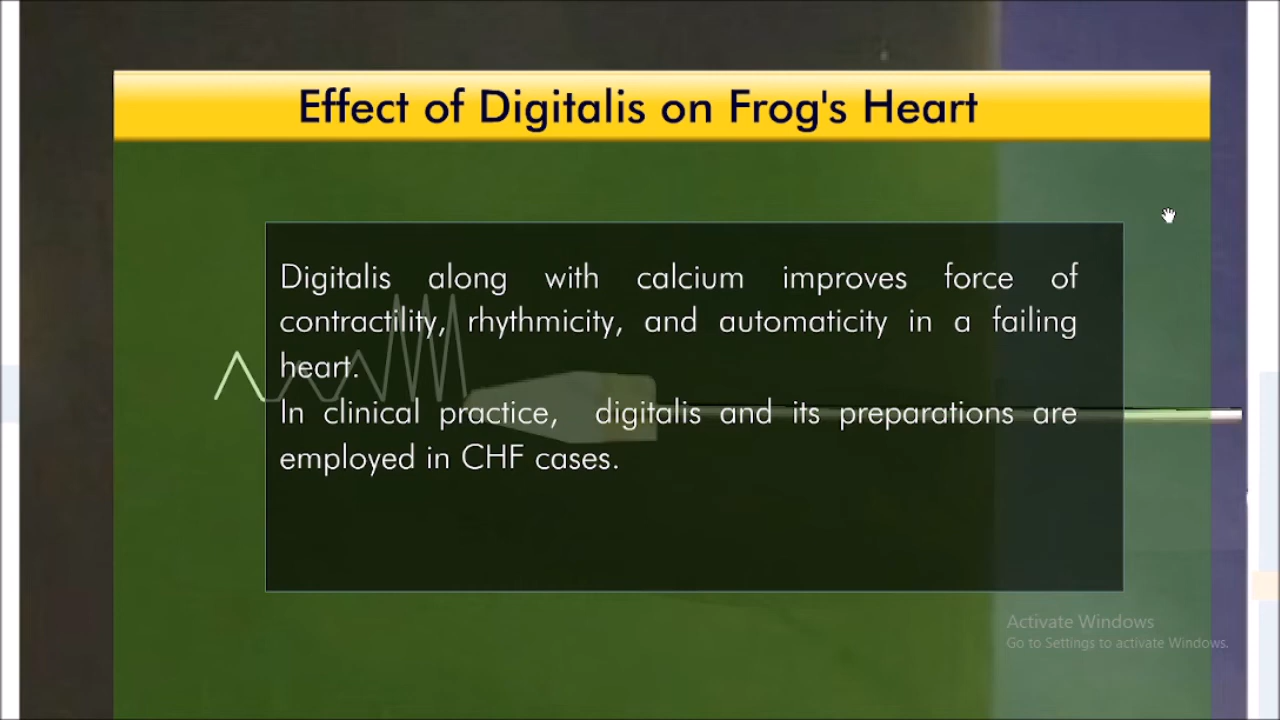 Effect of Digitalis on Frog's Heart
Digitalis along with calcium improves force of
contractility, rhythmicity, and automaticity in a failing
heart.
In clinical practice, digitalis and its preparations are
employed in CHF cases.
Activate Windows
Go to Settings to activate Windows.